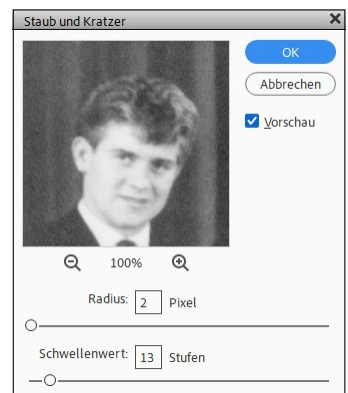 Staub und Kratzer
OK
Abbrechen
Vorschau
100%
Radius: 2 Pixel
Schwellenwert: 13 Stufen